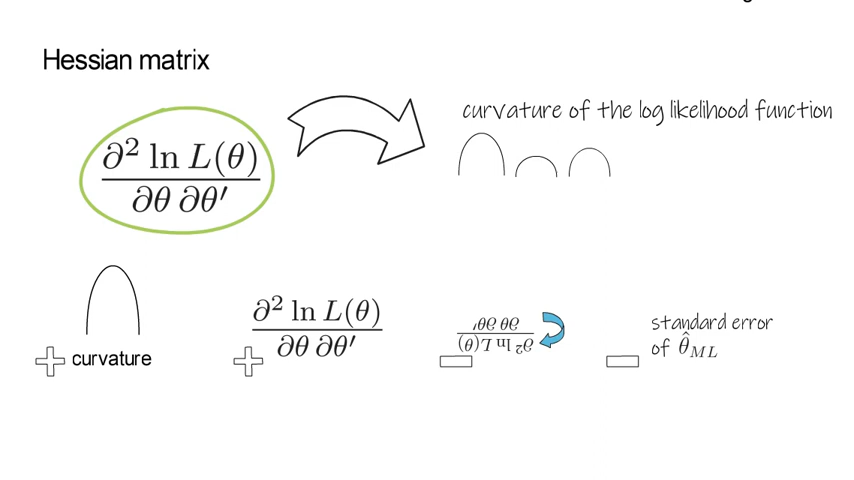 Hessian matrix
∂² ln L(θ)
∂θ ∂θ′
curvature of the log likelihood function
+ curvature
+ ∂² ln L(θ)
∂θ ∂θ′
− ∂² ln L(θ)
∂θ ∂θ′
− standard error
of θ̂ML